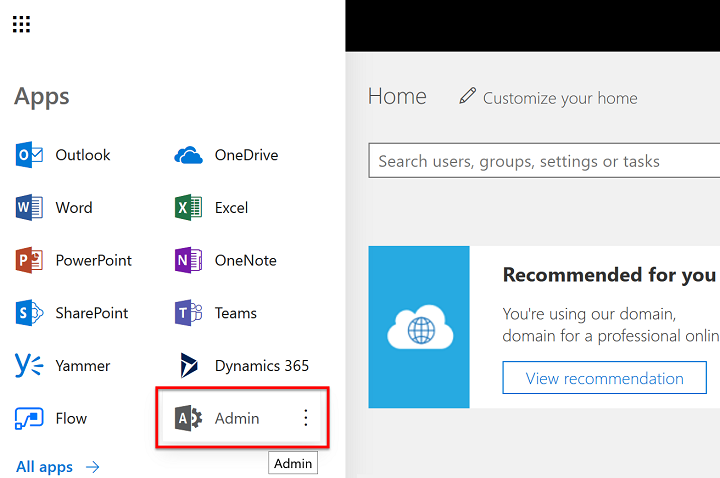 Apps
Outlook
OneDrive
Word
Excel
PowerPoint
OneNote
SharePoint
Teams
Yammer
Dynamics 365
Flow
Admin
All apps
Admin
Home
Customize your home
Search users, groups, settings or tasks
Recommended for you
You're using our domain,
domain for a professional onlin
View recommendation